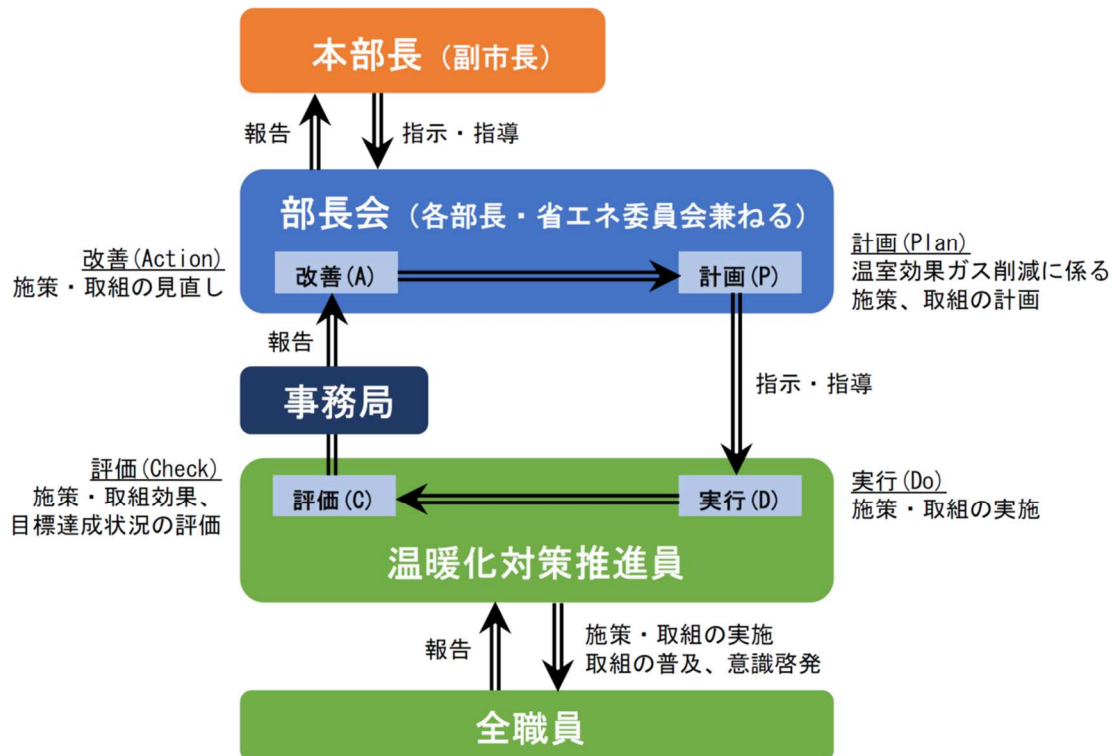 本部長（副市長）
報告
指示・指導
部長会（各部長・省エネ委員会兼ねる）
改善(Action)
施策・取組の見直し
改善(A)
計画(P)
計画(Plan)
温室効果ガス削減に係る
施策、取組の計画
報告
指示・指導
事務局
評価(Check)
施策・取組効果、
目標達成状況の評価
評価(C)
実行(D)
実行(Do)
施策・取組の実施
温暖化対策推進員
報告
施策・取組の実施
取組の普及、意識啓発
全職員